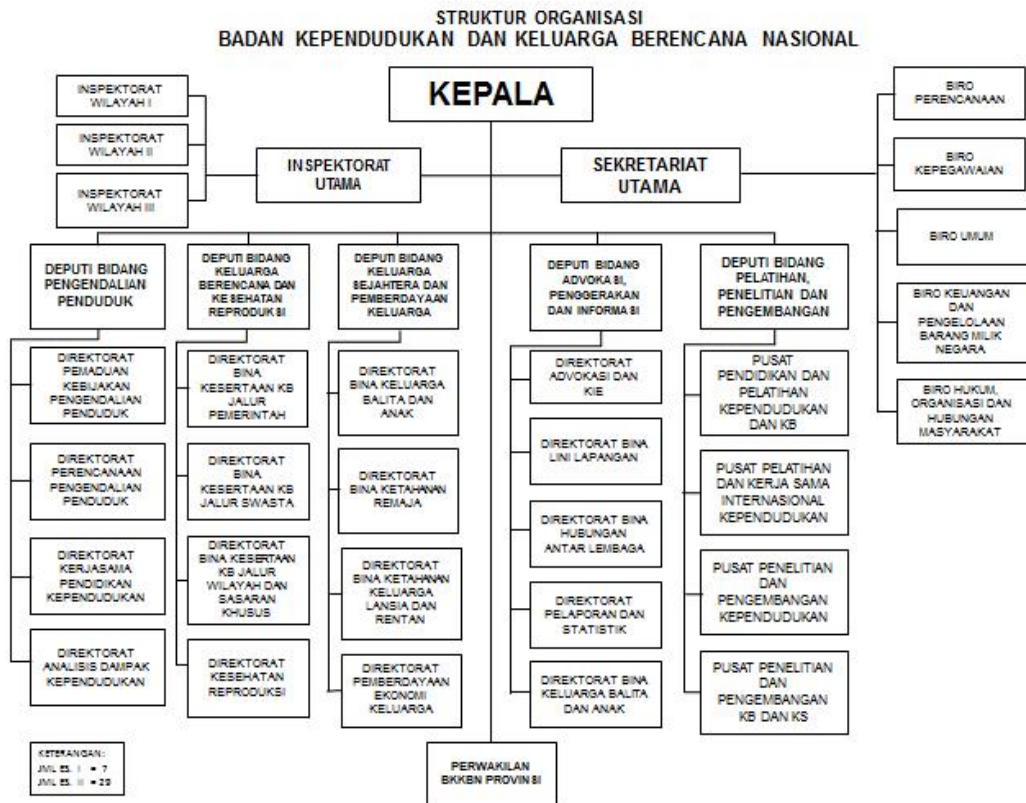 STRUKTUR ORGANISASI
BADAN KEPENDUDUKAN DAN KELUARGA BERENCANA NASIONAL
KEPALA
INSPEKTORAT
WILAYAH I
INSPEKTORAT
WILAYAH II
INSPEKTORAT
WILAYAH III
INSPEKTORAT
UTAMA
SEKRETARIAT
UTAMA
BIRO
PERENCANAAN
BIRO
KEPEGAWAIAN
BIRO UMUM
BIRO KEUANGAN
DAN
PENGELOLAAN
BARANG MILIK
NEGARA
BIRO HUKUM,
ORGANISASI DAN
HUBUNGAN
MASYARAKAT
DEPUTI BIDANG
PENGENDALIAN
PENDUDUK
DIREKTORAT
PEMADUAN
KEBIJAKAN
PENGENDALIAN
PENDUDUK
DIREKTORAT
PERENCANAAN
PENGENDALIAN
PENDUDUK
DIREKTORAT
KERJASAMA
PENDIDIKAN
KEPENDUDUKAN
DIREKTORAT
ANALISIS DAMPAK
KEPENDUDUKAN
DEPUTI BIDANG
KELUARGA
BERENCANA DAN
KESEHATAN
REPRODUKSI
DIREKTORAT
BINA
KESERTAAN KB
JALUR
PEMERINTAH
DIREKTORAT
BINA
KESERTAAN KB
JALUR SWASTA
DIREKTORAT
BINA KESERTAAN
KB JALUR
WILAYAH DAN
SASARAN
KHUSUS
DIREKTORAT
KESEHATAN
REPRODUKSI
DEPUTI BIDANG
KELUARGA
SEJAHTERA DAN
PEMBERDAYAAN
KELUARGA
DIREKTORAT
BINA KELUARGA
BALITA DAN
ANAK
DIREKTORAT
BINA KETAHANAN
REMAJA
DIREKTORAT
BINA KETAHANAN
KELUARGA
LANSIA DAN
RENTAN
DIREKTORAT
PEMBERDAYAAN
EKONOMI
KELUARGA
DEPUTI BIDANG
ADVOKASI,
PENGGERAKAN
DAN INFORMASI
DIREKTORAT
ADVOKASI DAN
KIE
DIREKTORAT BINA
LINI LAPANGAN
DIREKTORAT BINA
HUBUNGAN
ANTAR LEMBAGA
DIREKTORAT
PELAPORAN DAN
STATISTIK
DIREKTORAT BINA
KELUARGA BALITA
DAN ANAK
DEPUTI BIDANG
PELATIHAN,
PENELITIAN DAN
PENGEMBANGAN
PUSAT
PENDIDIKAN DAN
PELATIHAN
KEPENDUDUKAN
DAN KB
PUSAT PELATIHAN
DAN KERJA SAMA
INTERNASIONAL
KEPENDUDUKAN
PUSAT PENELITIAN
DAN
PENGEMBANGAN
KEPENDUDUKAN
PUSAT PENELITIAN
DAN
PENGEMBANGAN
KB DAN KS
PERWAKILAN
BKKBN PROVINSI
KETERANGAN:
JML ES. I = 7
JML ES. II = 29